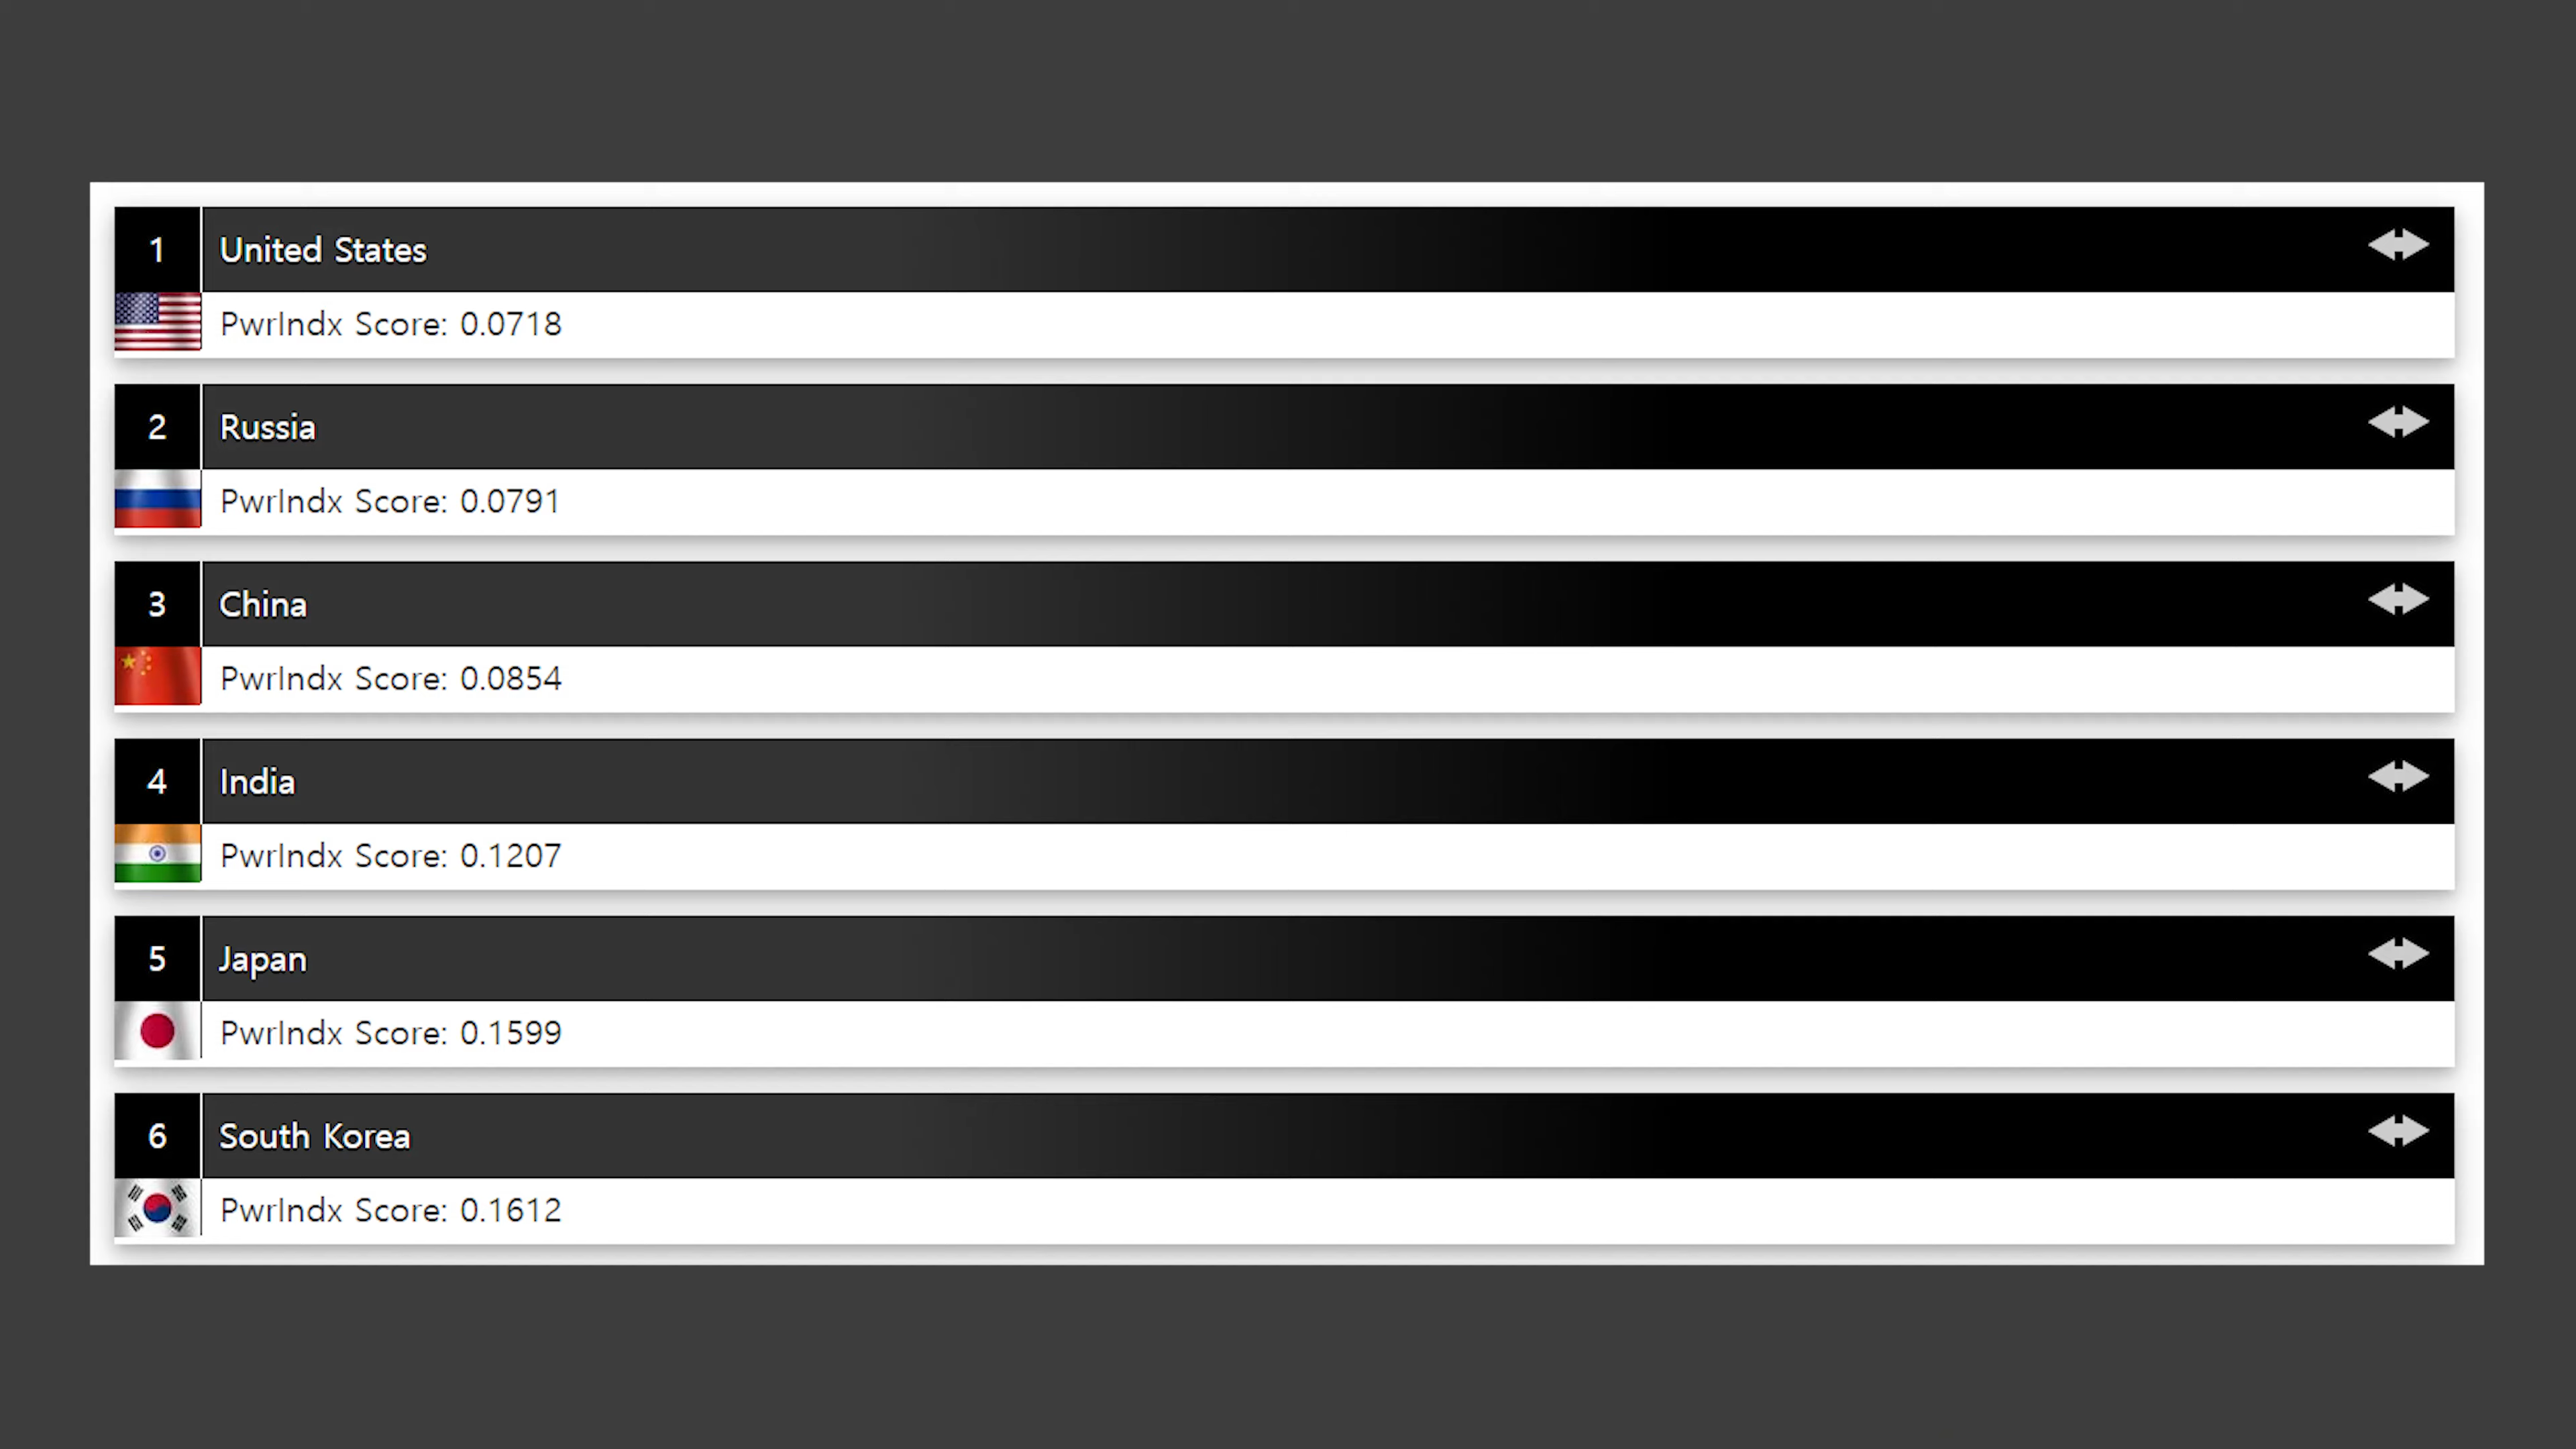 1 United States
PwrIndx Score: 0.0718
2 Russia
PwrIndx Score: 0.0791
3 China
PwrIndx Score: 0.0854
4 India
PwrIndx Score: 0.1207
5 Japan
PwrIndx Score: 0.1599
6 South Korea
PwrIndx Score: 0.1612